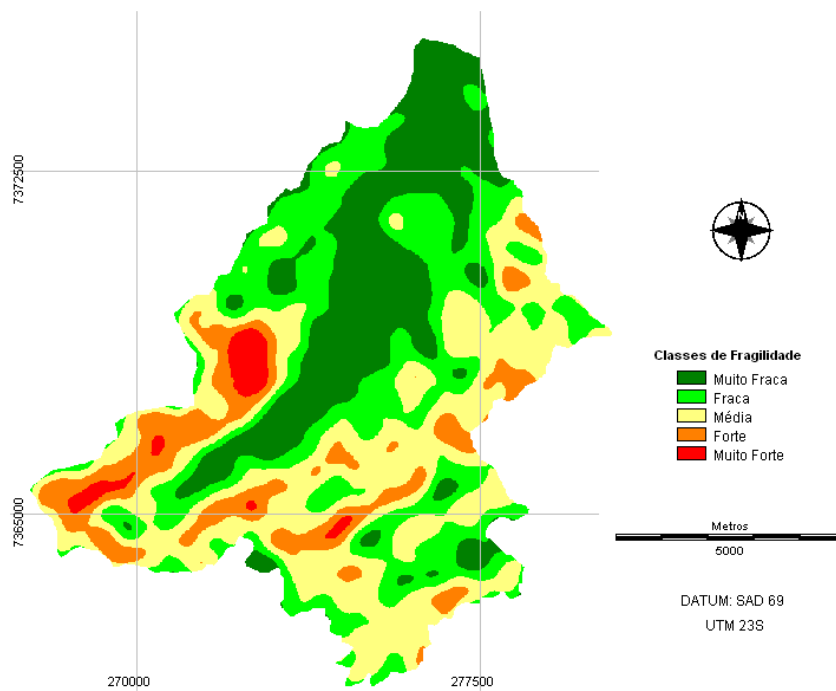 7372500
7365000
270000
277500
N
Classes de Fragilidade
Muito Fraca
Fraca
Média
Forte
Muito Forte
Metros
5000
DATUM: SAD 69
UTM 23S